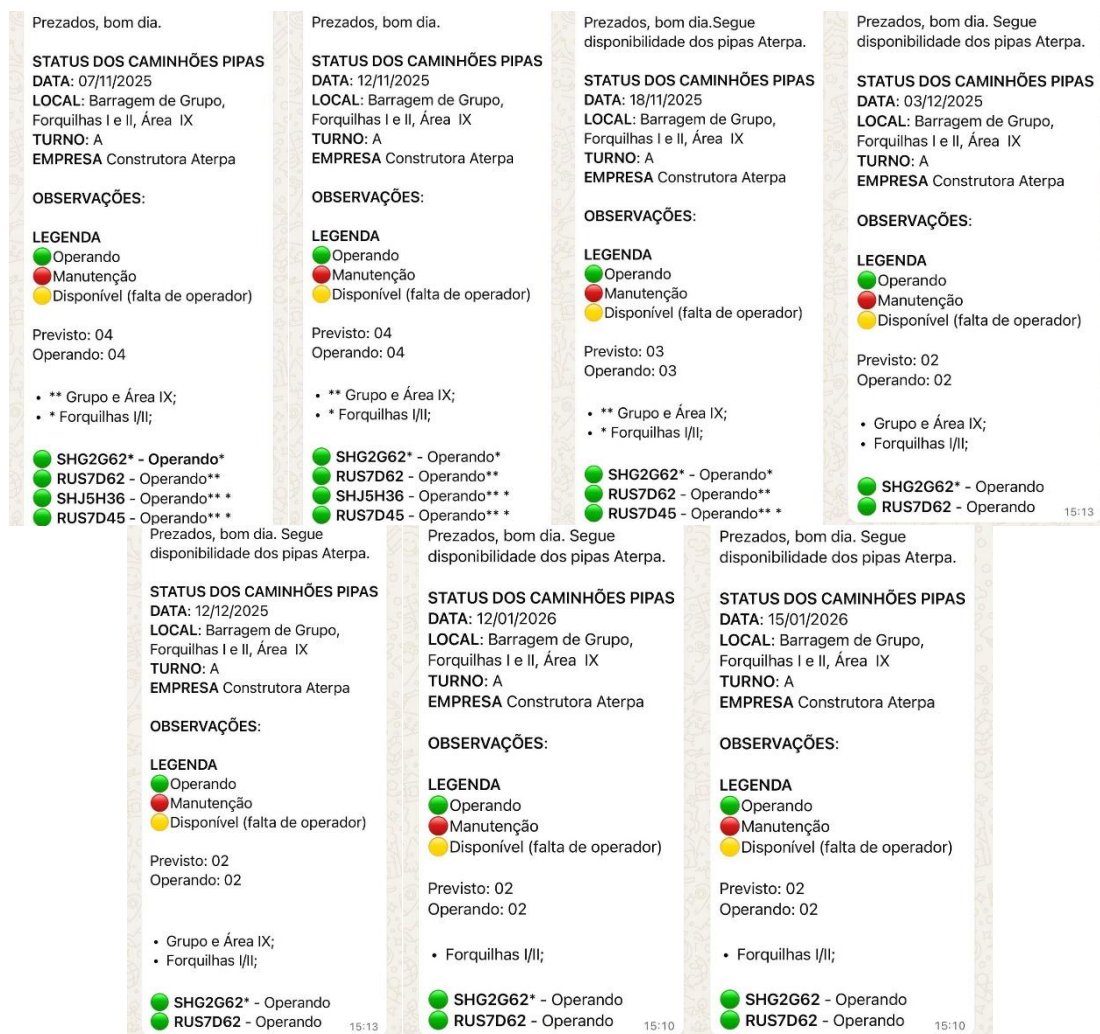 Prezados, bom dia.
STATUS DOS CAMINHÕES PIPAS
DATA: 07/11/2025
LOCAL: Barragem de Grupo,
Forquilhas I e II, Área IX
TURNO: A
EMPRESA Construtora Aterpa
OBSERVAÇÕES:
LEGENDA
Operando
Manutenção
Disponível (falta de operador)
Previsto: 04
Operando: 04
• ** Grupo e Área IX;
• * Forquilhas I/II;
SHG2G62* - Operando*
RUS7D62 - Operando**
SHJ5H36 - Operando** *
RUS7D45 - Operando** *
Prezados, bom dia.
STATUS DOS CAMINHÕES PIPAS
DATA: 12/11/2025
LOCAL: Barragem de Grupo,
Forquilhas I e II, Área IX
TURNO: A
EMPRESA Construtora Aterpa
OBSERVAÇÕES:
LEGENDA
Operando
Manutenção
Disponível (falta de operador)
Previsto: 04
Operando: 04
• ** Grupo e Área IX;
• * Forquilhas I/II;
SHG2G62* - Operando*
RUS7D62 - Operando**
SHJ5H36 - Operando** *
RUS7D45 - Operando** *
Prezados, bom dia.Segue
disponibilidade dos pipas Aterpa.
STATUS DOS CAMINHÕES PIPAS
DATA: 18/11/2025
LOCAL: Barragem de Grupo,
Forquilhas I e II, Área IX
TURNO: A
EMPRESA Construtora Aterpa
OBSERVAÇÕES:
LEGENDA
Operando
Manutenção
Disponível (falta de operador)
Previsto: 03
Operando: 03
• ** Grupo e Área IX;
• * Forquilhas I/II;
SHG2G62* - Operando*
RUS7D62 - Operando**
RUS7D45 - Operando** *
Prezados, bom dia. Segue
disponibilidade dos pipas Aterpa.
STATUS DOS CAMINHÕES PIPAS
DATA: 03/12/2025
LOCAL: Barragem de Grupo,
Forquilhas I e II, Área IX
TURNO: A
EMPRESA Construtora Aterpa
OBSERVAÇÕES:
LEGENDA
Operando
Manutenção
Disponível (falta de operador)
Previsto: 02
Operando: 02
• Grupo e Área IX;
• Forquilhas I/II;
SHG2G62* - Operando
RUS7D62 - Operando 15:13
Prezados, bom dia. Segue
disponibilidade dos pipas Aterpa.
STATUS DOS CAMINHÕES PIPAS
DATA: 12/12/2025
LOCAL: Barragem de Grupo,
Forquilhas I e II, Área IX
TURNO: A
EMPRESA Construtora Aterpa
OBSERVAÇÕES:
LEGENDA
Operando
Manutenção
Disponível (falta de operador)
Previsto: 02
Operando: 02
• Grupo e Área IX;
• Forquilhas I/II;
SHG2G62* - Operando
RUS7D62 - Operando 15:13
Prezados, bom dia. Segue
disponibilidade dos pipas Aterpa.
STATUS DOS CAMINHÕES PIPAS
DATA: 12/01/2026
LOCAL: Barragem de Grupo,
Forquilhas I e II, Área IX
TURNO: A
EMPRESA Construtora Aterpa
OBSERVAÇÕES:
LEGENDA
Operando
Manutenção
Disponível (falta de operador)
Previsto: 02
Operando: 02
• Forquilhas I/II;
SHG2G62* - Operando
RUS7D62 - Operando 15:10
Prezados, bom dia. Segue
disponibilidade dos pipas Aterpa.
STATUS DOS CAMINHÕES PIPAS
DATA: 15/01/2026
LOCAL: Barragem de Grupo,
Forquilhas I e II, Área IX
TURNO: A
EMPRESA Construtora Aterpa
OBSERVAÇÕES:
LEGENDA
Operando
Manutenção
Disponível (falta de operador)
Previsto: 02
Operando: 02
• Forquilhas I/II;
SHG2G62 - Operando
RUS7D62 - Operando 15:10